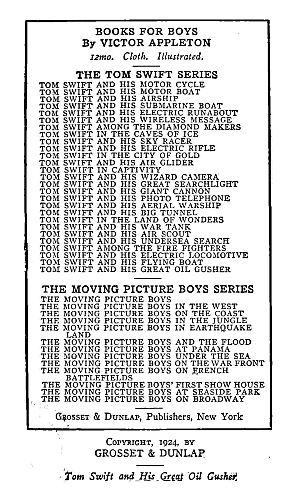 BOOKS FOR BOYS
By VICTOR APPLETON
12mo. Cloth. Illustrated.
THE TOM SWIFT SERIES
TOM SWIFT AND HIS MOTOR CYCLE
TOM SWIFT AND HIS MOTOR BOAT
TOM SWIFT AND HIS AIRSHIP
TOM SWIFT AND HIS SUBMARINE BOAT
TOM SWIFT AND HIS ELECTRIC RUNABOUT
TOM SWIFT AND HIS WIRELESS MESSAGE
TOM SWIFT AMONG THE DIAMOND MAKERS
TOM SWIFT IN THE CAVES OF ICE
TOM SWIFT AND HIS SKY RACER
TOM SWIFT AND HIS ELECTRIC RIFLE
TOM SWIFT IN THE CITY OF GOLD
TOM SWIFT AND HIS AIR GLIDER
TOM SWIFT IN CAPTIVITY
TOM SWIFT AND HIS WIZARD CAMERA
TOM SWIFT AND HIS GREAT SEARCHLIGHT
TOM SWIFT AND HIS GIANT CANNON
TOM SWIFT AND HIS PHOTO TELEPHONE
TOM SWIFT AND HIS AERIAL WARSHIP
TOM SWIFT AND HIS BIG TUNNEL
TOM SWIFT IN THE LAND OF WONDERS
TOM SWIFT AND HIS WAR TANK
TOM SWIFT AND HIS AIR SCOUT
TOM SWIFT AND HIS UNDERSEA SEARCH
TOM SWIFT AMONG THE FIRE FIGHTERS
TOM SWIFT AND HIS ELECTRIC LOCOMOTIVE
TOM SWIFT AND HIS FLYING BOAT
TOM SWIFT AND HIS GREAT OIL GUSHER
THE MOVING PICTURE BOYS SERIES
THE MOVING PICTURE BOYS
THE MOVING PICTURE BOYS IN THE WEST
THE MOVING PICTURE BOYS ON THE COAST
THE MOVING PICTURE BOYS IN THE JUNGLE
THE MOVING PICTURE BOYS IN EARTHQUAKE
LAND
THE MOVING PICTURE BOYS AND THE FLOOD
THE MOVING PICTURE BOYS AT PANAMA
THE MOVING PICTURE BOYS UNDER THE SEA
THE MOVING PICTURE BOYS ON THE WAR FRONT
THE MOVING PICTURE BOYS ON FRENCH
BATTLEFIELDS
THE MOVING PICTURE BOYS' FIRST SHOW HOUSE
THE MOVING PICTURE BOYS AT SEASIDE PARK
THE MOVING PICTURE BOYS ON BROADWAY
GROSSET & DUNLAP, Publishers, New York
COPYRIGHT, 1924, BY
GROSSET & DUNLAP
Tom Swift and His Great Oil Gusher